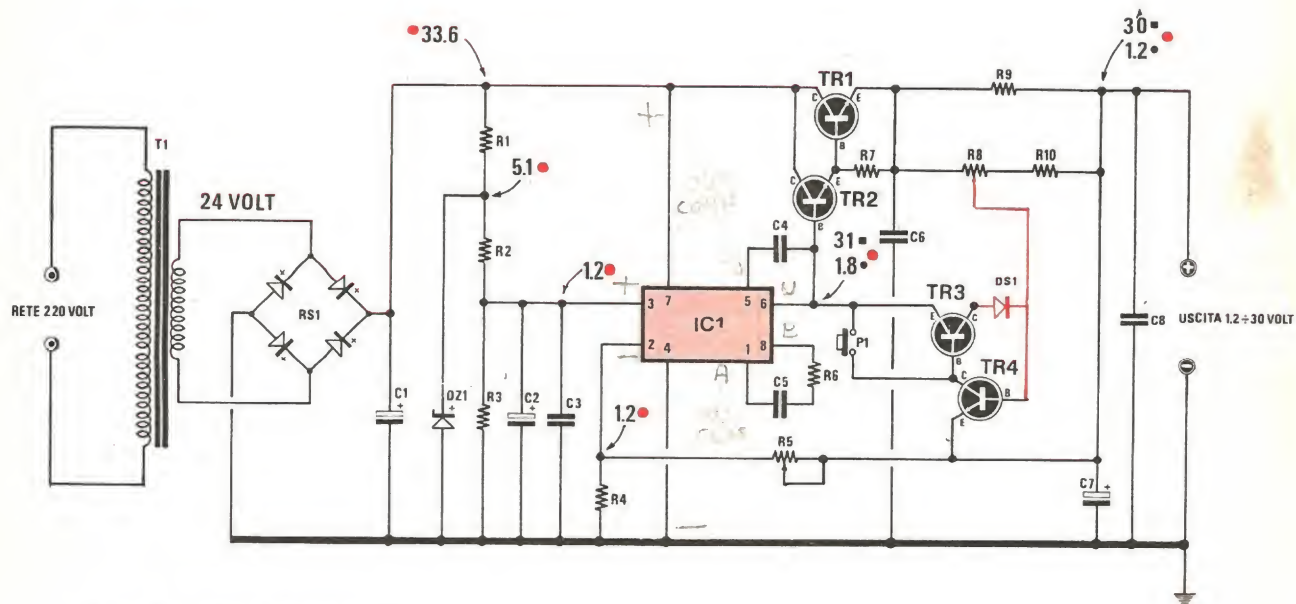 33.6
30
1.2
TR1
R9
T1
R1
5.1
R7
R8
R10
24 VOLT
TR2
R2
C4
C6
31
1.8
1.2
TR3
DS1
RETE 220 VOLT
RS1
3
7
5
6
IC1
2
4
1
8
P1
C8
USCITA 1.2÷30 VOLT
C1
DZ1
R3
C2
C3
A
C5
R6
TR4
1.2
R5
R4
C7
C
E
B
C
E
B
C
E
B
C
B
E